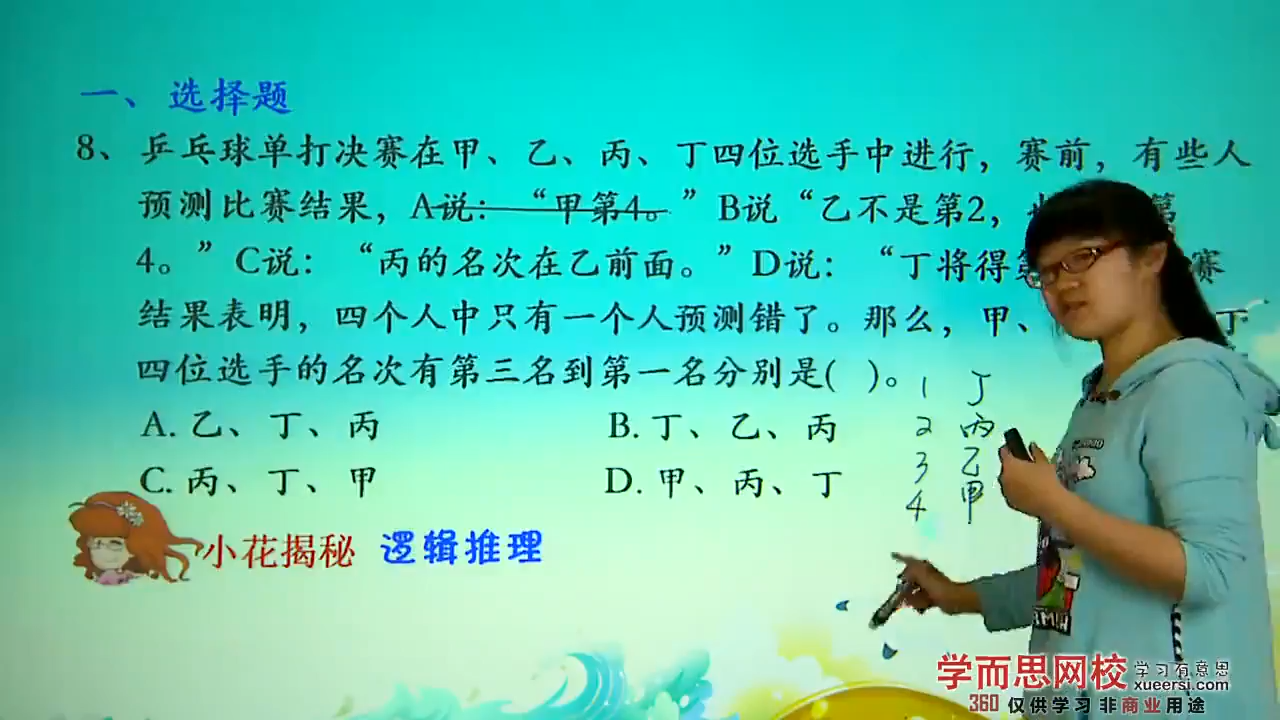 一、选择题
8、乒乓球单打决赛在甲、乙、丙、丁四位选手中进行，赛前，有些人
预测比赛结果，A说：“甲第4。”B说“乙不是第2，第
4。”C说：“丙的名次在乙前面。”D说：“丁将得 赛
结果表明，四个人中只有一个人预测错了。那么，甲、 丁
四位选手的名次有第三名到第一名分别是( )。
A. 乙、丁、丙 B. 丁、乙、丙
C. 丙、丁、甲 D. 甲、丙、丁
1 丁
2 丙
3 乙
4 甲
小花揭秘 逻辑推理
学而思网校 学习有意思
xueersi.com
360 仅供学习 非商业用途